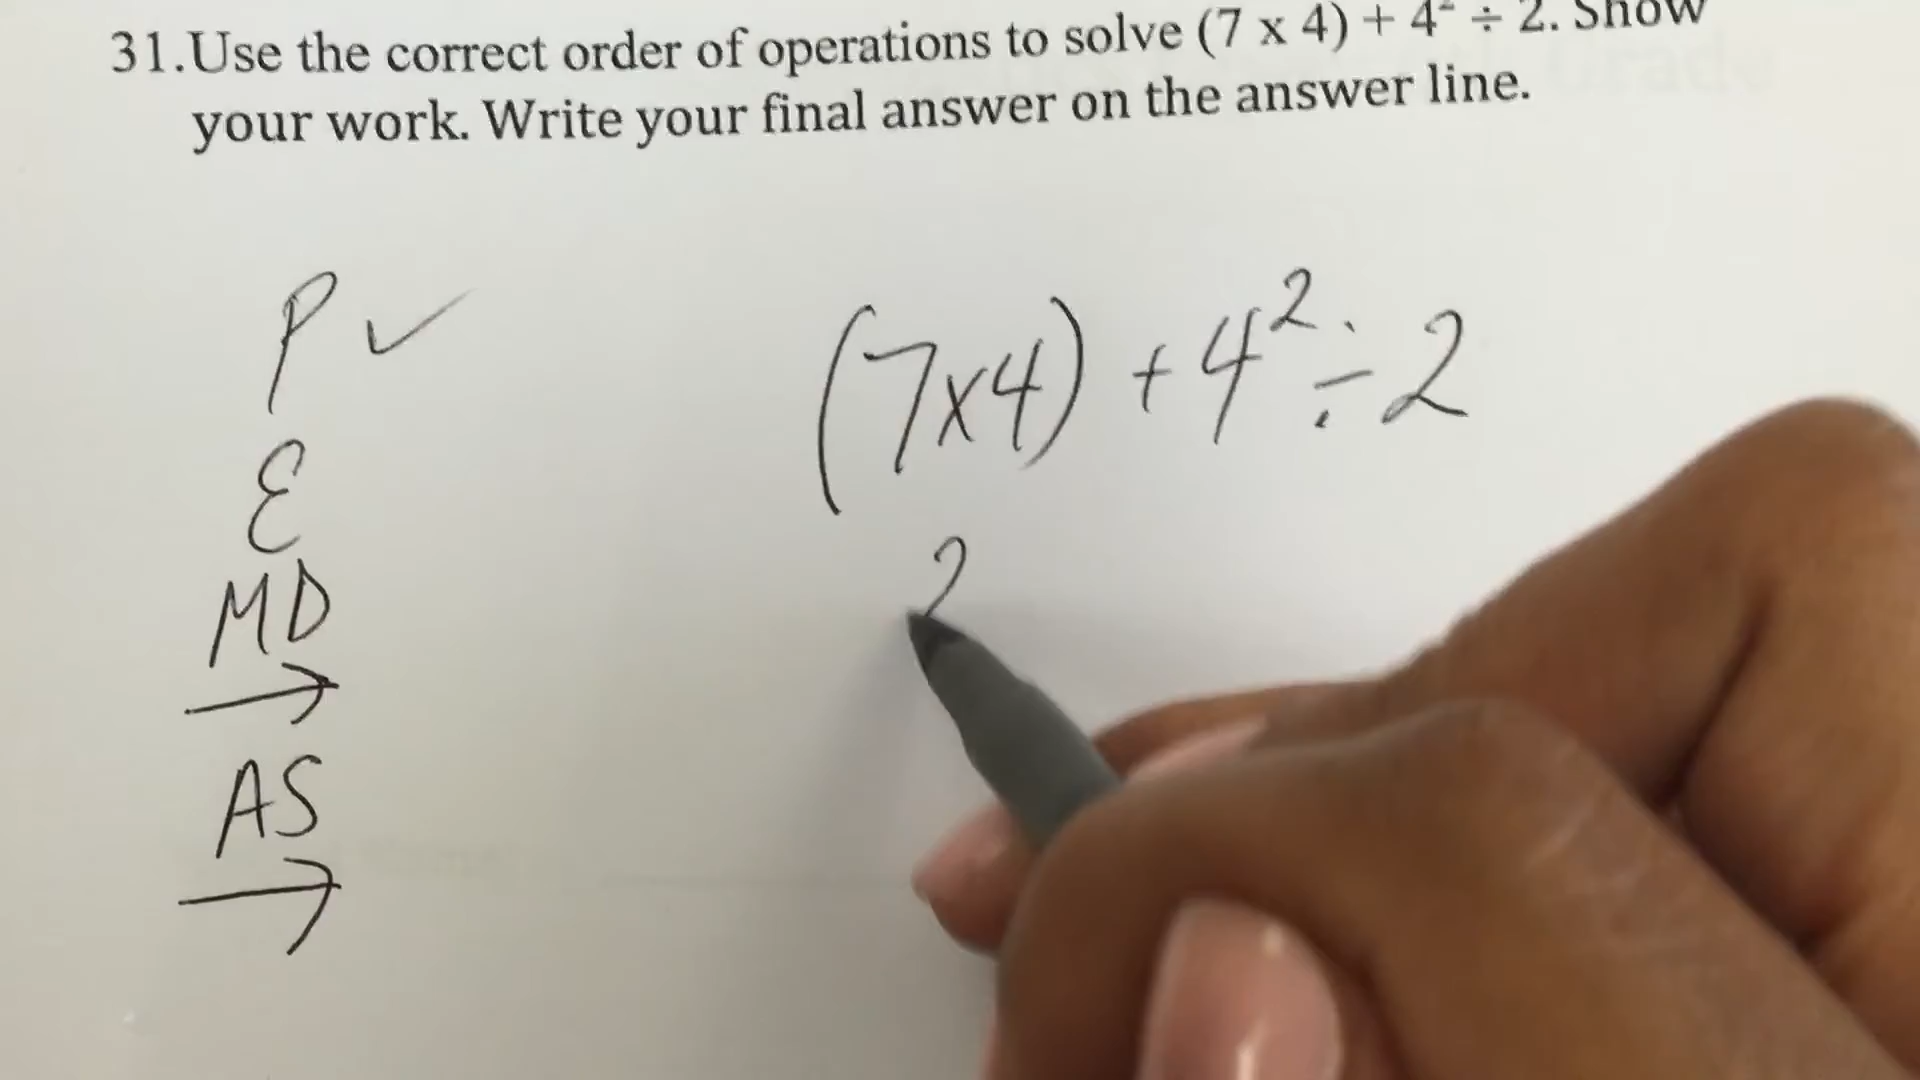 31. Use the correct order of operations to solve (7 x 4) + 4² ÷ 2. Show
your work. Write your final answer on the answer line.
P ✓
E
MD
→
AS
→
(7x4) + 4² ÷ 2
2